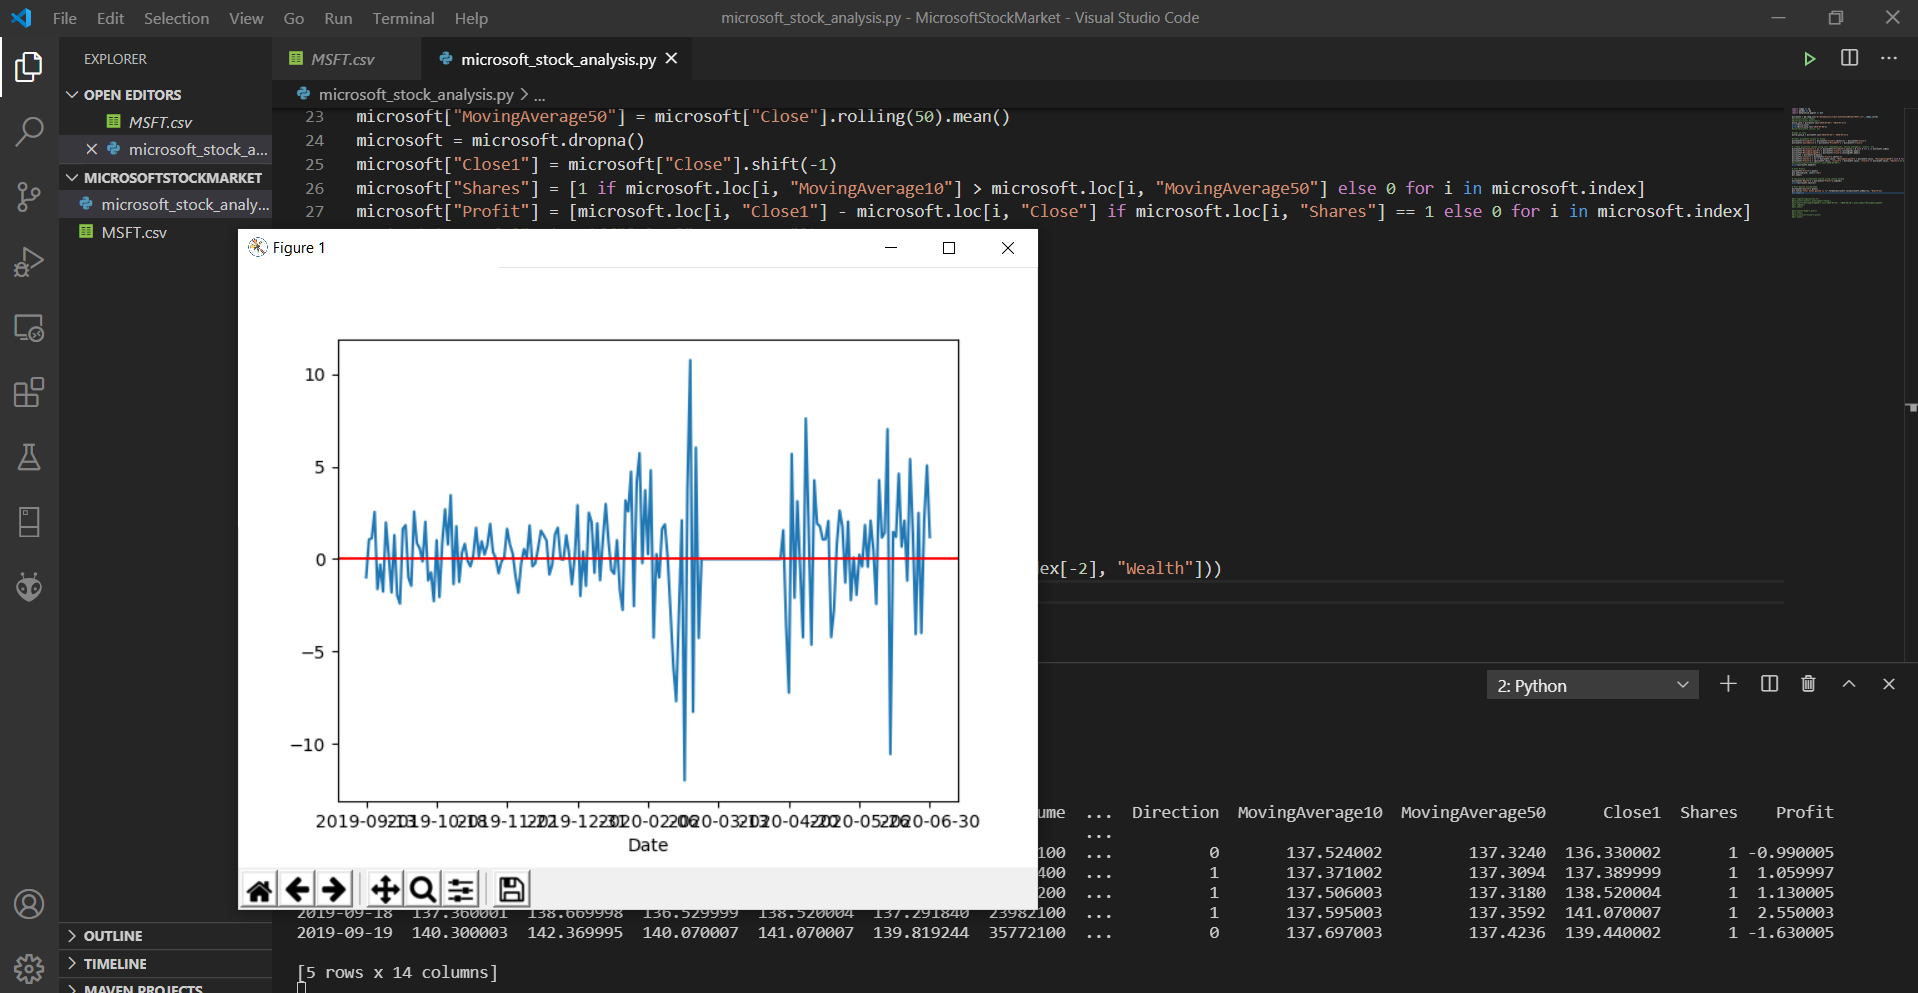 File Edit Selection View Go Run Terminal Help
microsoft_stock_analysis.py - MicrosoftStockMarket - Visual Studio Code
EXPLORER
OPEN EDITORS
MSFT.csv
microsoft_stock_a...
MICROSOFTSTOCKMARKET
microsoft_stock_analy...
MSFT.csv
OUTLINE
TIMELINE
MAVEN PROJECTS
MSFT.csv
microsoft_stock_analysis.py
microsoft_stock_analysis.py > ...
23 microsoft["MovingAverage50"] = microsoft["Close"].rolling(50).mean()
24 microsoft = microsoft.dropna()
25 microsoft["Close1"] = microsoft["Close"].shift(-1)
26 microsoft["Shares"] = [1 if microsoft.loc[i, "MovingAverage10"] > microsoft.loc[i, "MovingAverage50"] else 0 for i in microsoft.index]
27 microsoft["Profit"] = [microsoft.loc[i, "Close1"] - microsoft.loc[i, "Close"] if microsoft.loc[i, "Shares"] == 1 else 0 for i in microsoft.index]
ex[-2], "Wealth"]))
Figure 1
10
5
0
−5
−10
2019-09-13 2019-10-18 2019-11-22 2019-12-31 2020-02-06 2020-03-13 2020-04-20 2020-05-26 2020-06-30
Date
2: Python
ume ... Direction MovingAverage10 MovingAverage50 Close1 Shares Profit
...
100 ... 0 137.524002 137.3240 136.330002 1 -0.990005
400 ... 1 137.371002 137.3094 137.389999 1 1.059997
200 ... 1 137.506003 137.3180 138.520004 1 1.130005
2019-09-18 137.360001 138.669998 136.529999 138.520004 137.291840 23982100 ... 1 137.595003 137.3592 141.070007 1 2.550003
2019-09-19 140.300003 142.369995 140.070007 141.070007 139.819244 35772100 ... 0 137.697003 137.4236 139.440002 1 -1.630005
[5 rows x 14 columns]